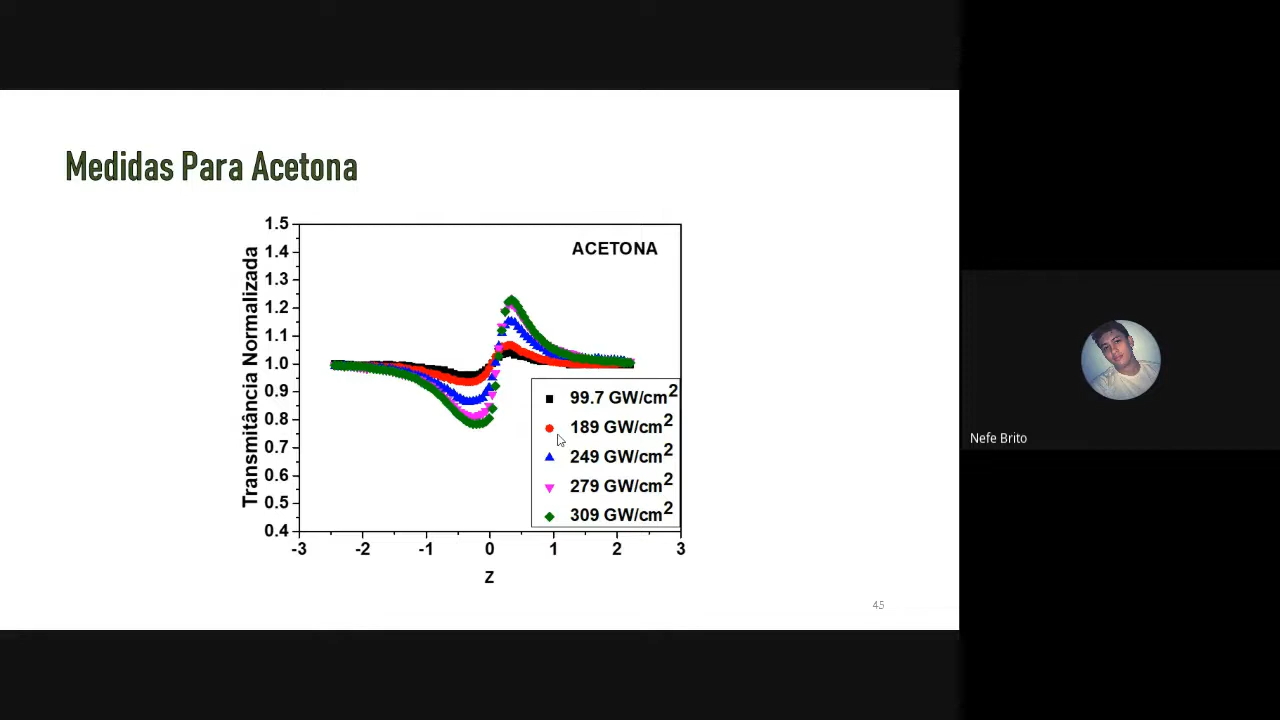 Medidas Para Acetona
1.5
1.4
1.3
1.2
1.1
1.0
0.9
0.8
0.7
0.6
0.5
0.4
Transmitância Normalizada
ACETONA
99.7 GW/cm²
189 GW/cm²
249 GW/cm²
279 GW/cm²
309 GW/cm²
-3 -2 -1 0 1 2 3
Z
45
Nefe Brito